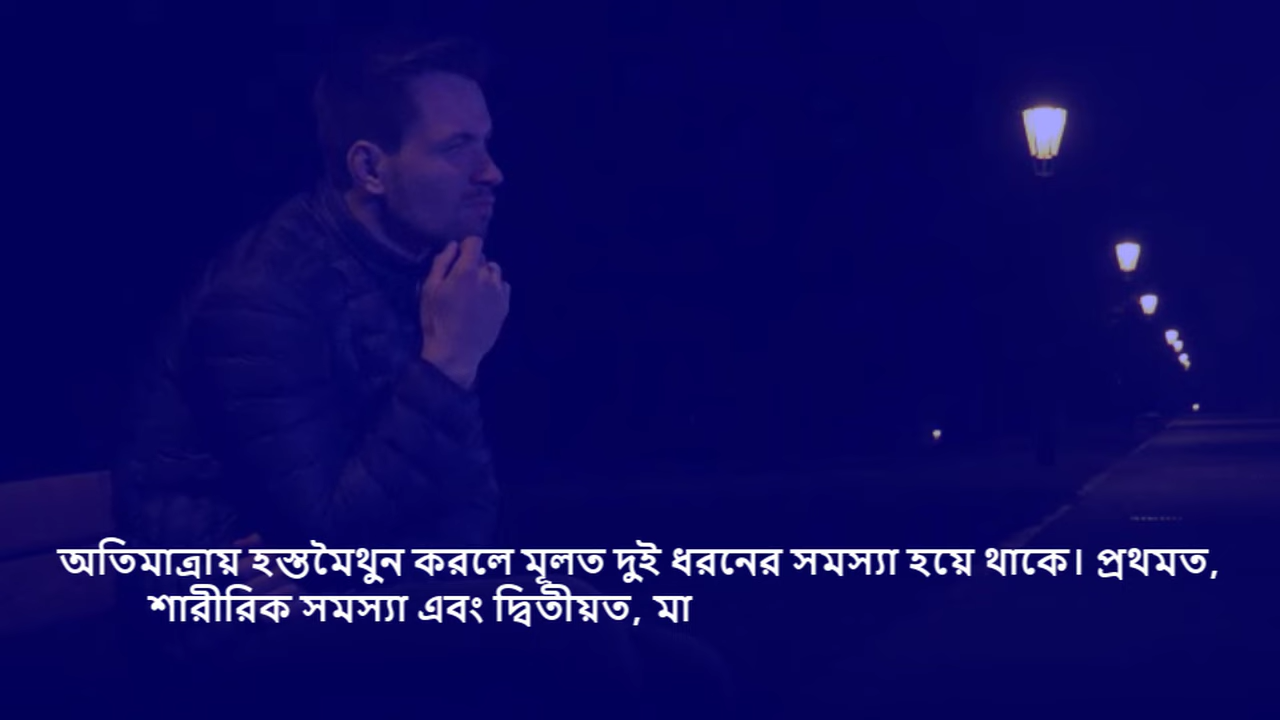 অতিমাত্রায় হস্তমৈথুন করলে মূলত দুই ধরনের সমস্যা হয়ে থাকে। প্রথমত,
শারীরিক সমস্যা এবং দ্বিতীয়ত, মা